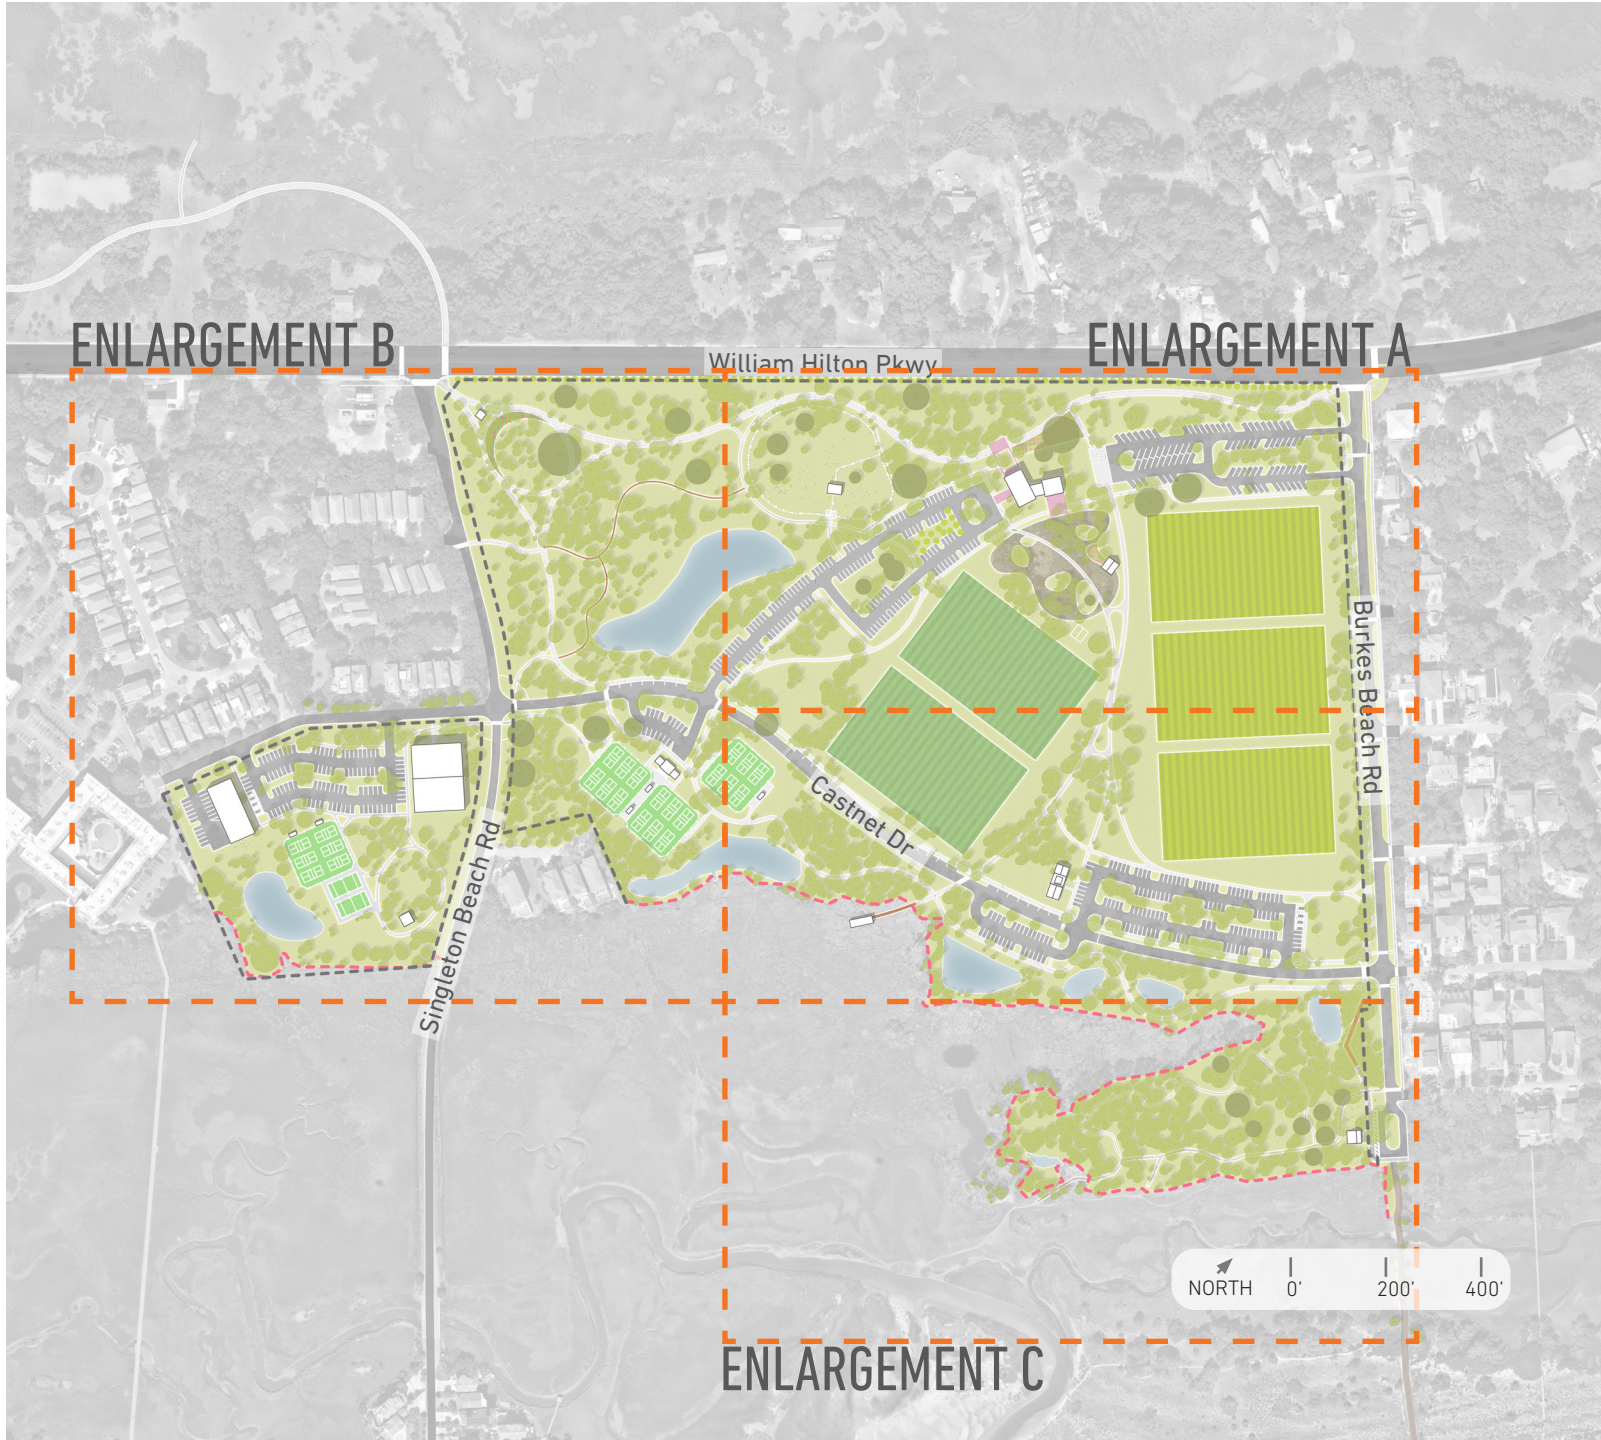 ENLARGEMENT B
ENLARGEMENT A
William Hilton Pkwy
Burkes Beach Rd
Castnet Dr
Singleton Beach Rd
NORTH 0' 200' 400'
ENLARGEMENT C